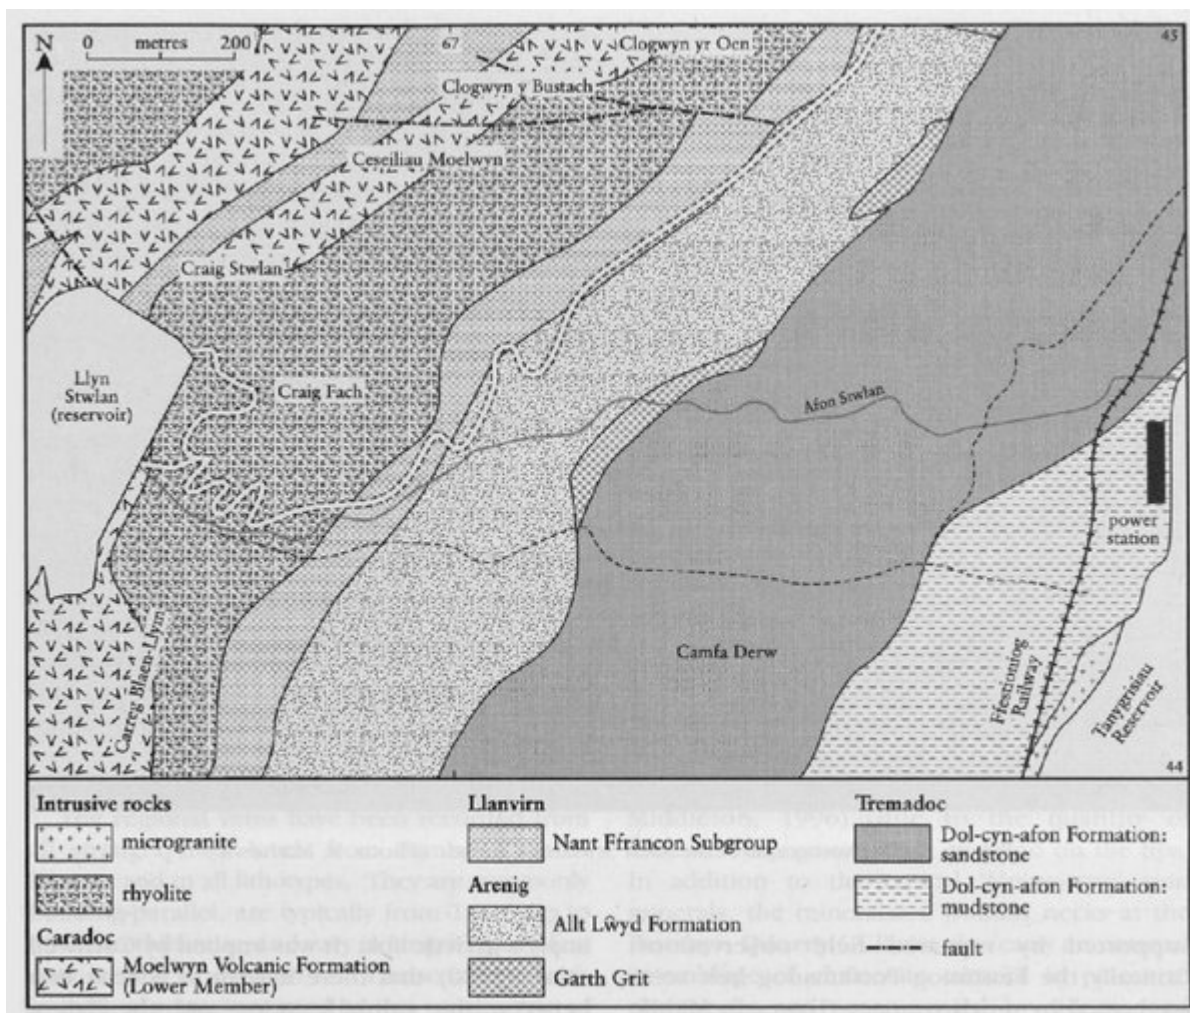 N
0 metres 200
67
Clogwyn yr Oen
45
Clogwyn y Bustach
Ceseiliau Moelwyn
Craig Stwlan
Llyn
Stwlan
(reservoir)
Craig Fach
Afon Stwlan
power
station
Camfa Derw
Carreg Blaen-Llym
Ffestiniog
Railway
Tanygrisiau
Reservoir
44
Intrusive rocks
microgranite
rhyolite
Caradoc
Moelwyn Volcanic Formation
(Lower Member)
Llanvirn
Nant Ffrancon Subgroup
Arenig
Allt Lŵyd Formation
Garth Grit
Tremadoc
Dol-cyn-afon Formation:
sandstone
Dol-cyn-afon Formation:
mudstone
fault